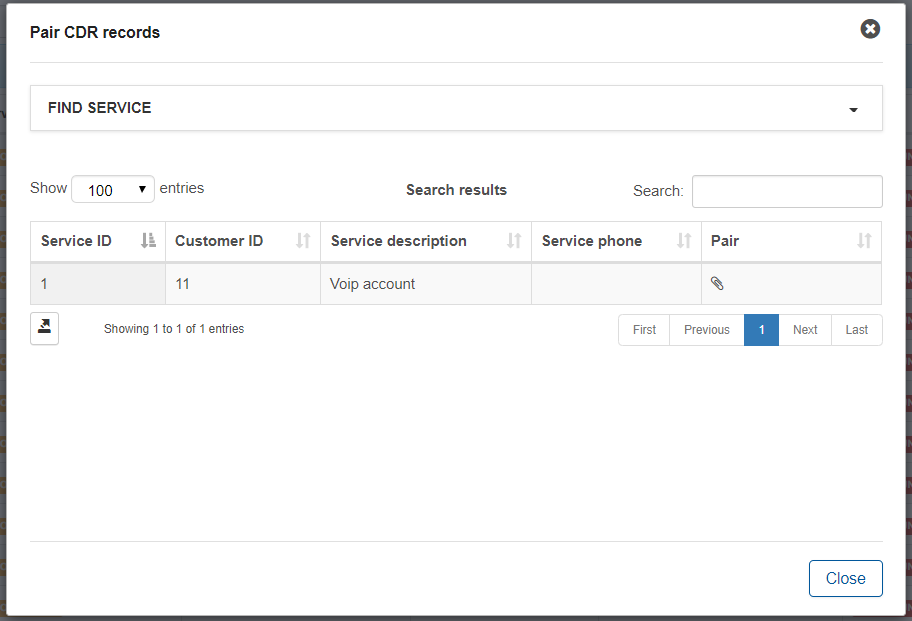 Pair CDR records
FIND SERVICE
Show 100 entries Search results Search:
Service ID Customer ID Service description Service phone Pair
1 11 Voip account
Showing 1 to 1 of 1 entries First Previous 1 Next Last
Close